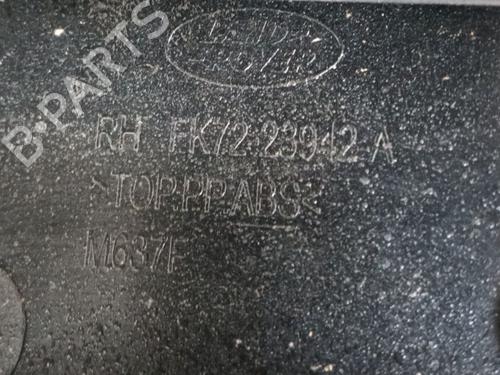 LAND-
ROVER
B-PARTS
RH FK72-23942-A
>TOP:PP.ABS<
M637F